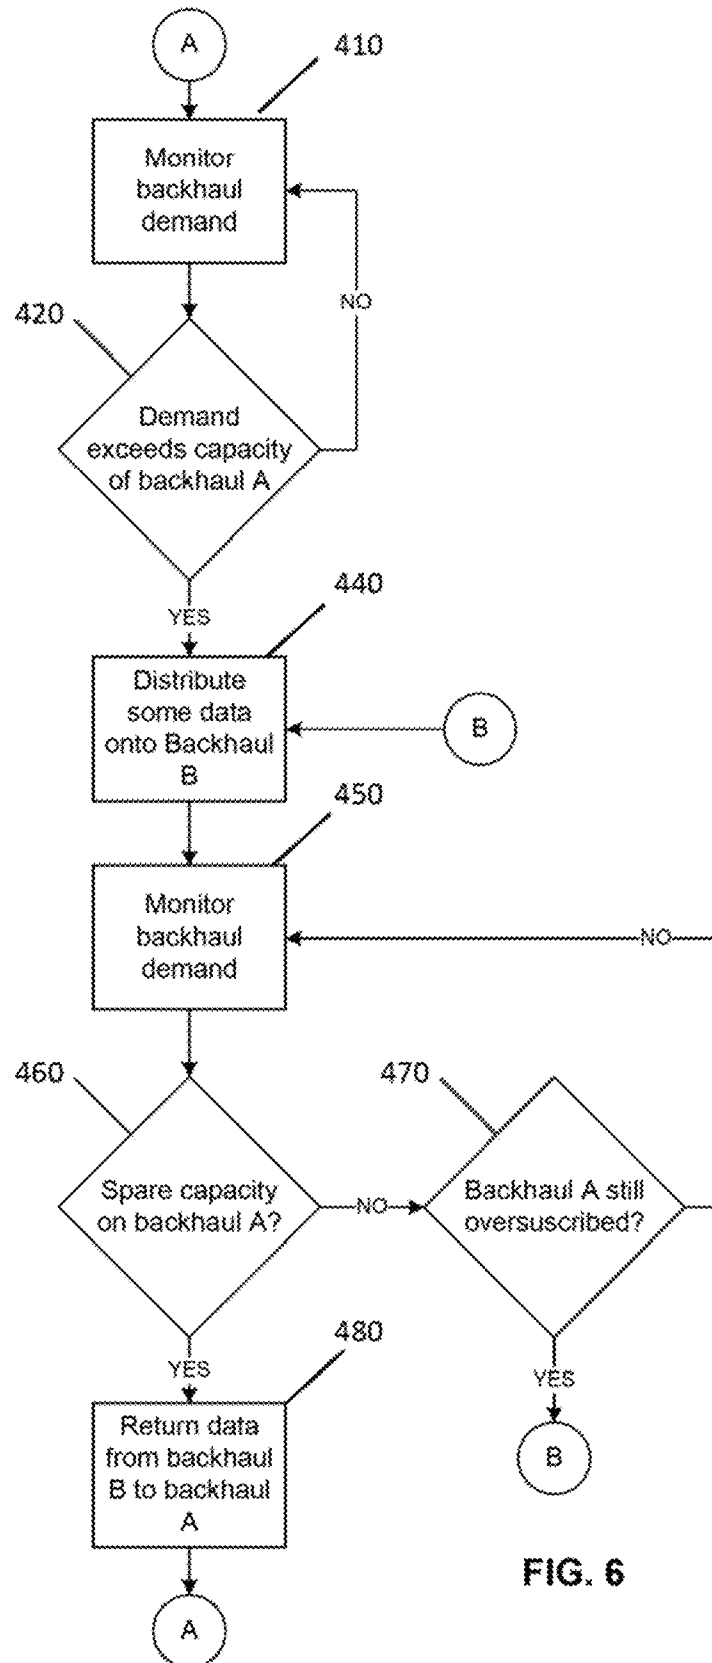 A
410
Monitor
backhaul
demand
NO
420
Demand
exceeds capacity
of backhaul A
YES
440
Distribute
some data
onto Backhaul
B
B
450
Monitor
backhaul
demand
NO
460
Spare capacity
on backhaul A?
NO
470
Backhaul A still
oversuscribed?
YES
YES
480
Return data
from backhaul
B to backhaul
A
B
A
FIG. 6